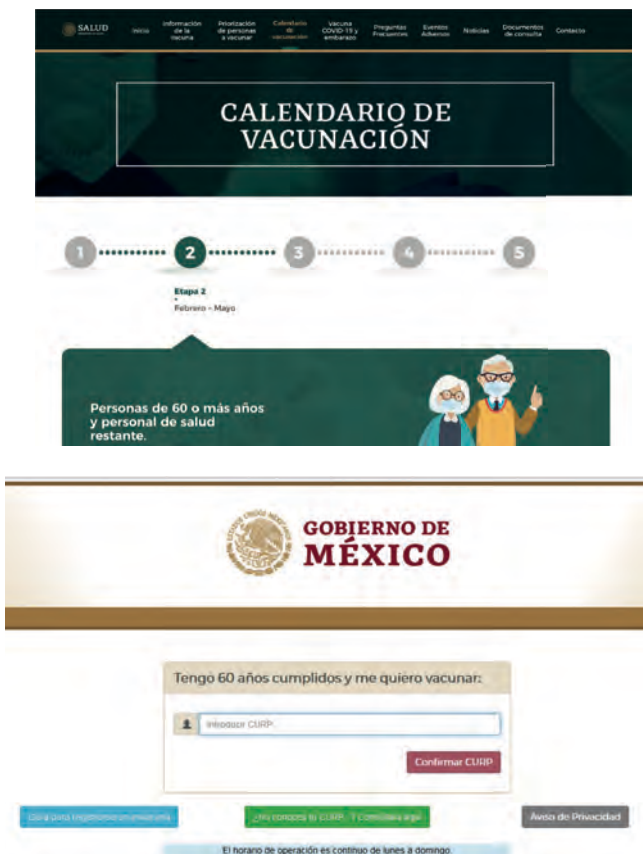 SALUD
Inicio
Información
de la
vacuna
Priorización
de personas
a vacunar
Calendario
de
vacunación
Vacuna
COVID-19 y
embarazo
Preguntas
Frecuentes
Eventos
Adversos
Noticias
Documentos
de consulta
Contacto
CALENDARIO DE
VACUNACIÓN
1 2 3 4 5
Etapa 2
Febrero - Mayo
Personas de 60 o más años
y personal de salud
restante.
ESTADOS UNIDOS MEXICANOS
GOBIERNO DE
MÉXICO
Tengo 60 años cumplidos y me quiero vacunar:
Introducir CURP
Confirmar CURP
¿No conoces tu CURP? Consúltala aquí
Aviso de Privacidad
El horario de operación es continuo de lunes a domingo.